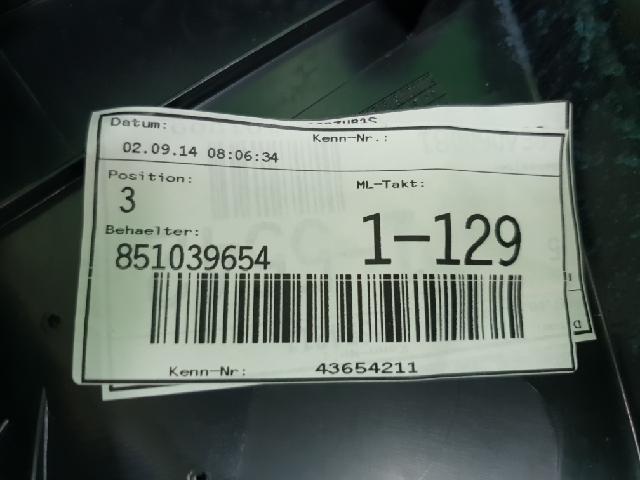 Datum:
Kenn-Nr.:
02.09.14 08:06:34
Position:
ML-Takt:
3
1-129
Behaelter:
851039654
Kenn-Nr: 43654211